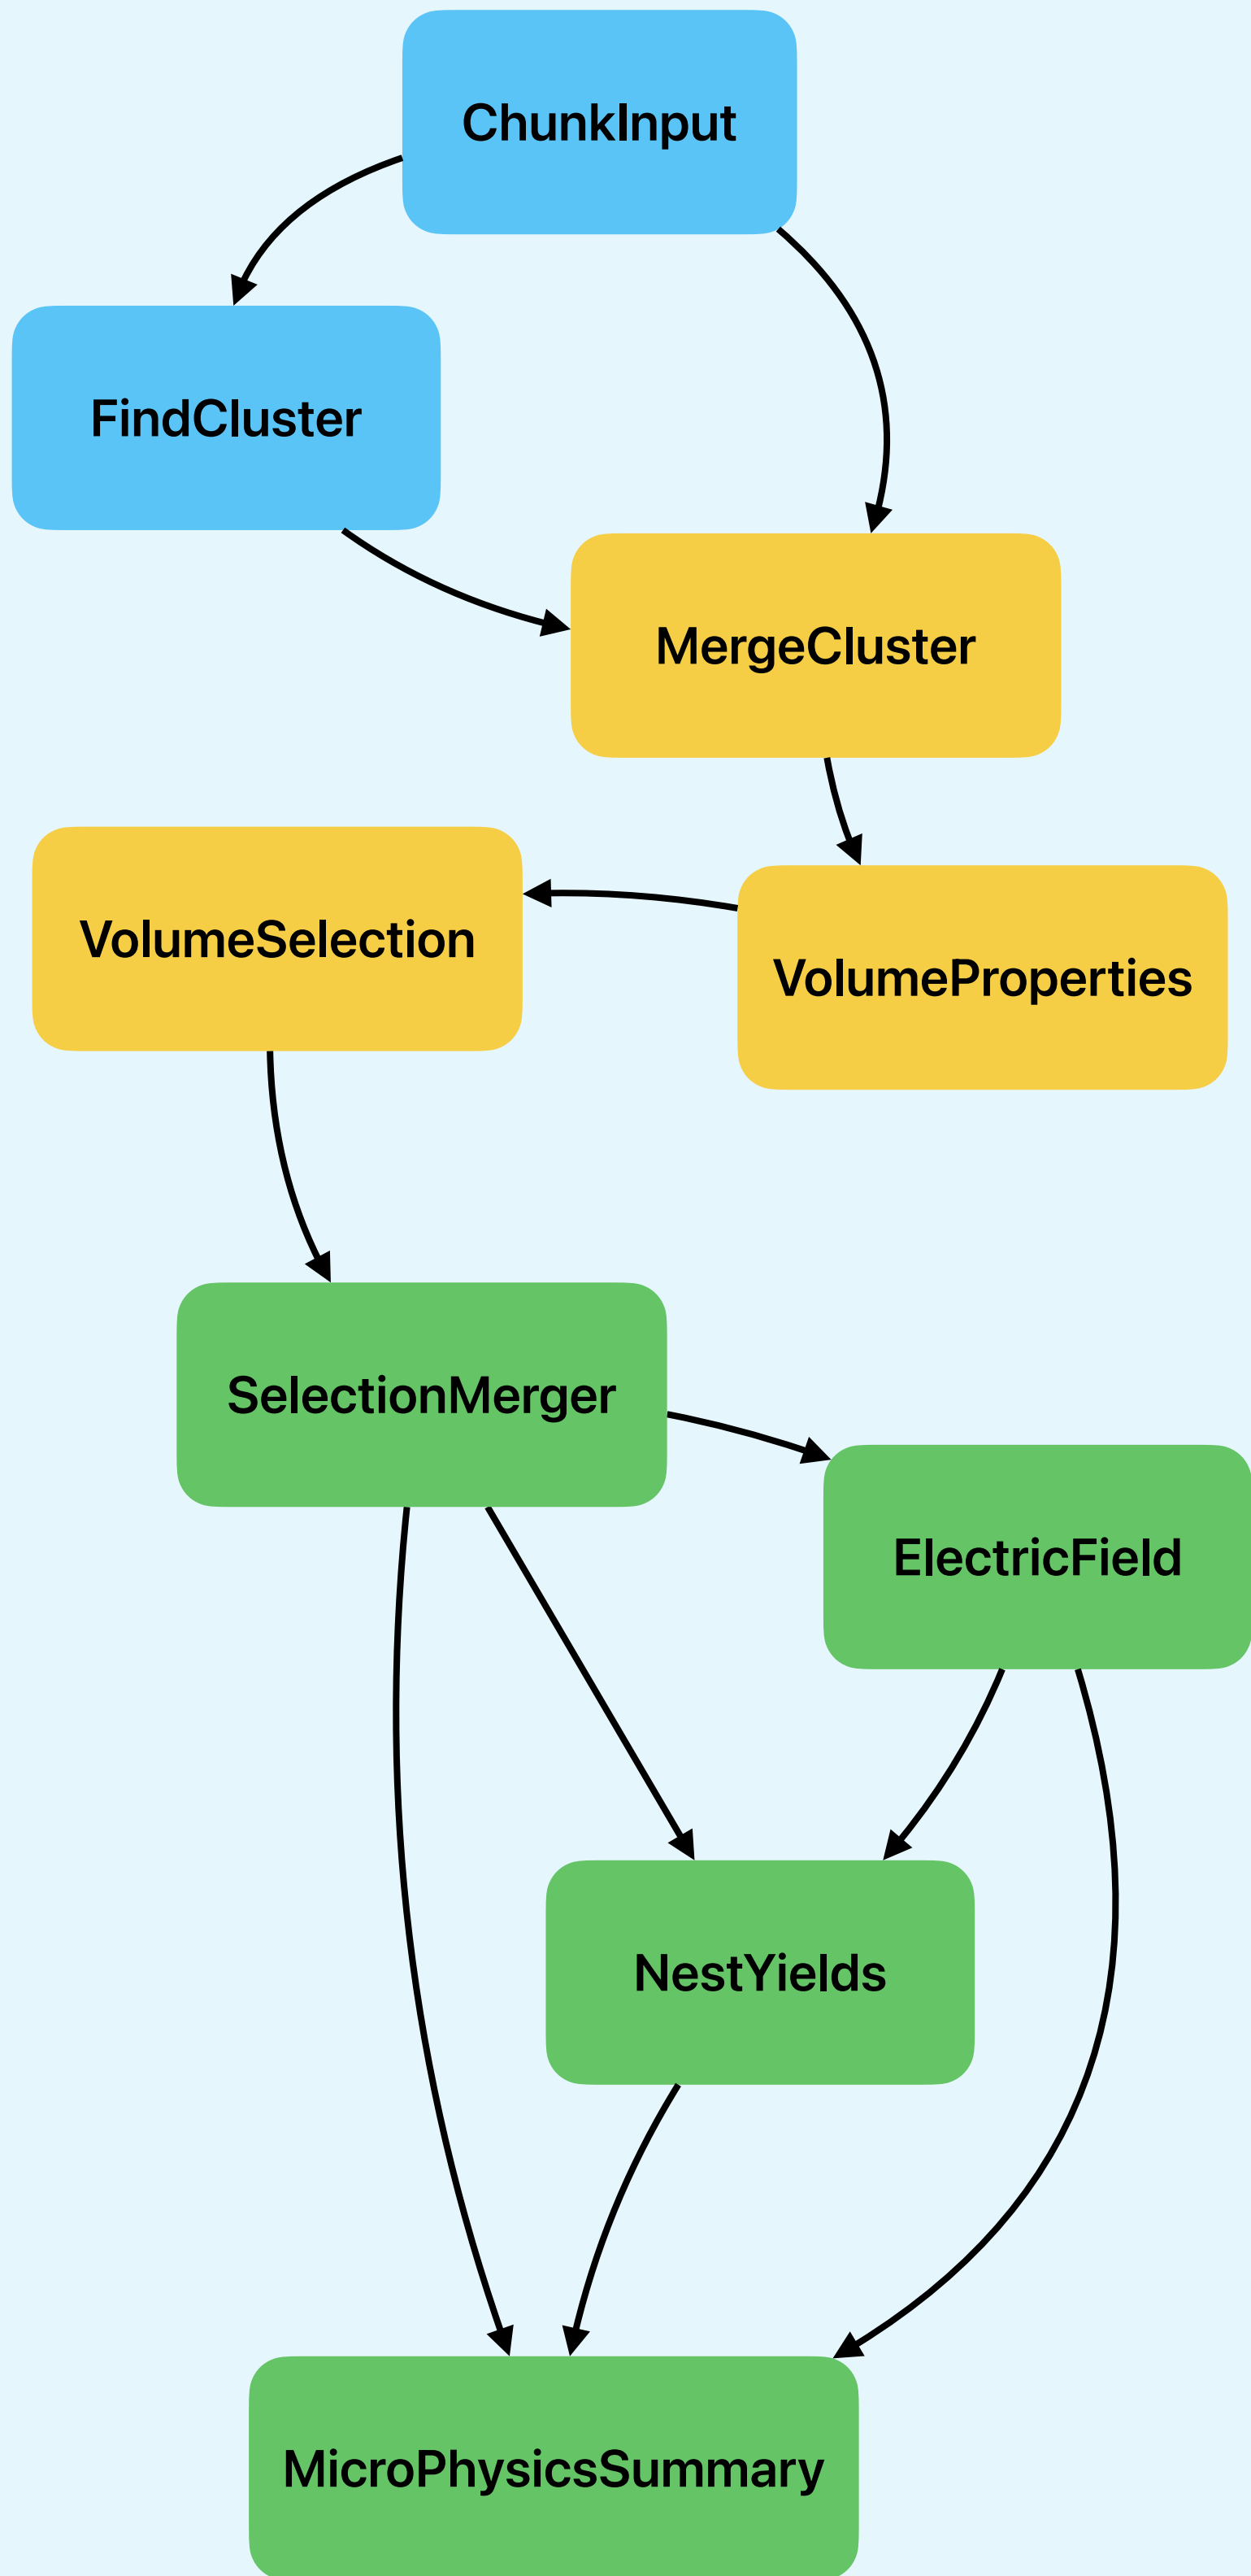 ChunkInput
FindCluster
MergeCluster
VolumeSelection
VolumeProperties
SelectionMerger
ElectricField
NestYields
MicroPhysicsSummary